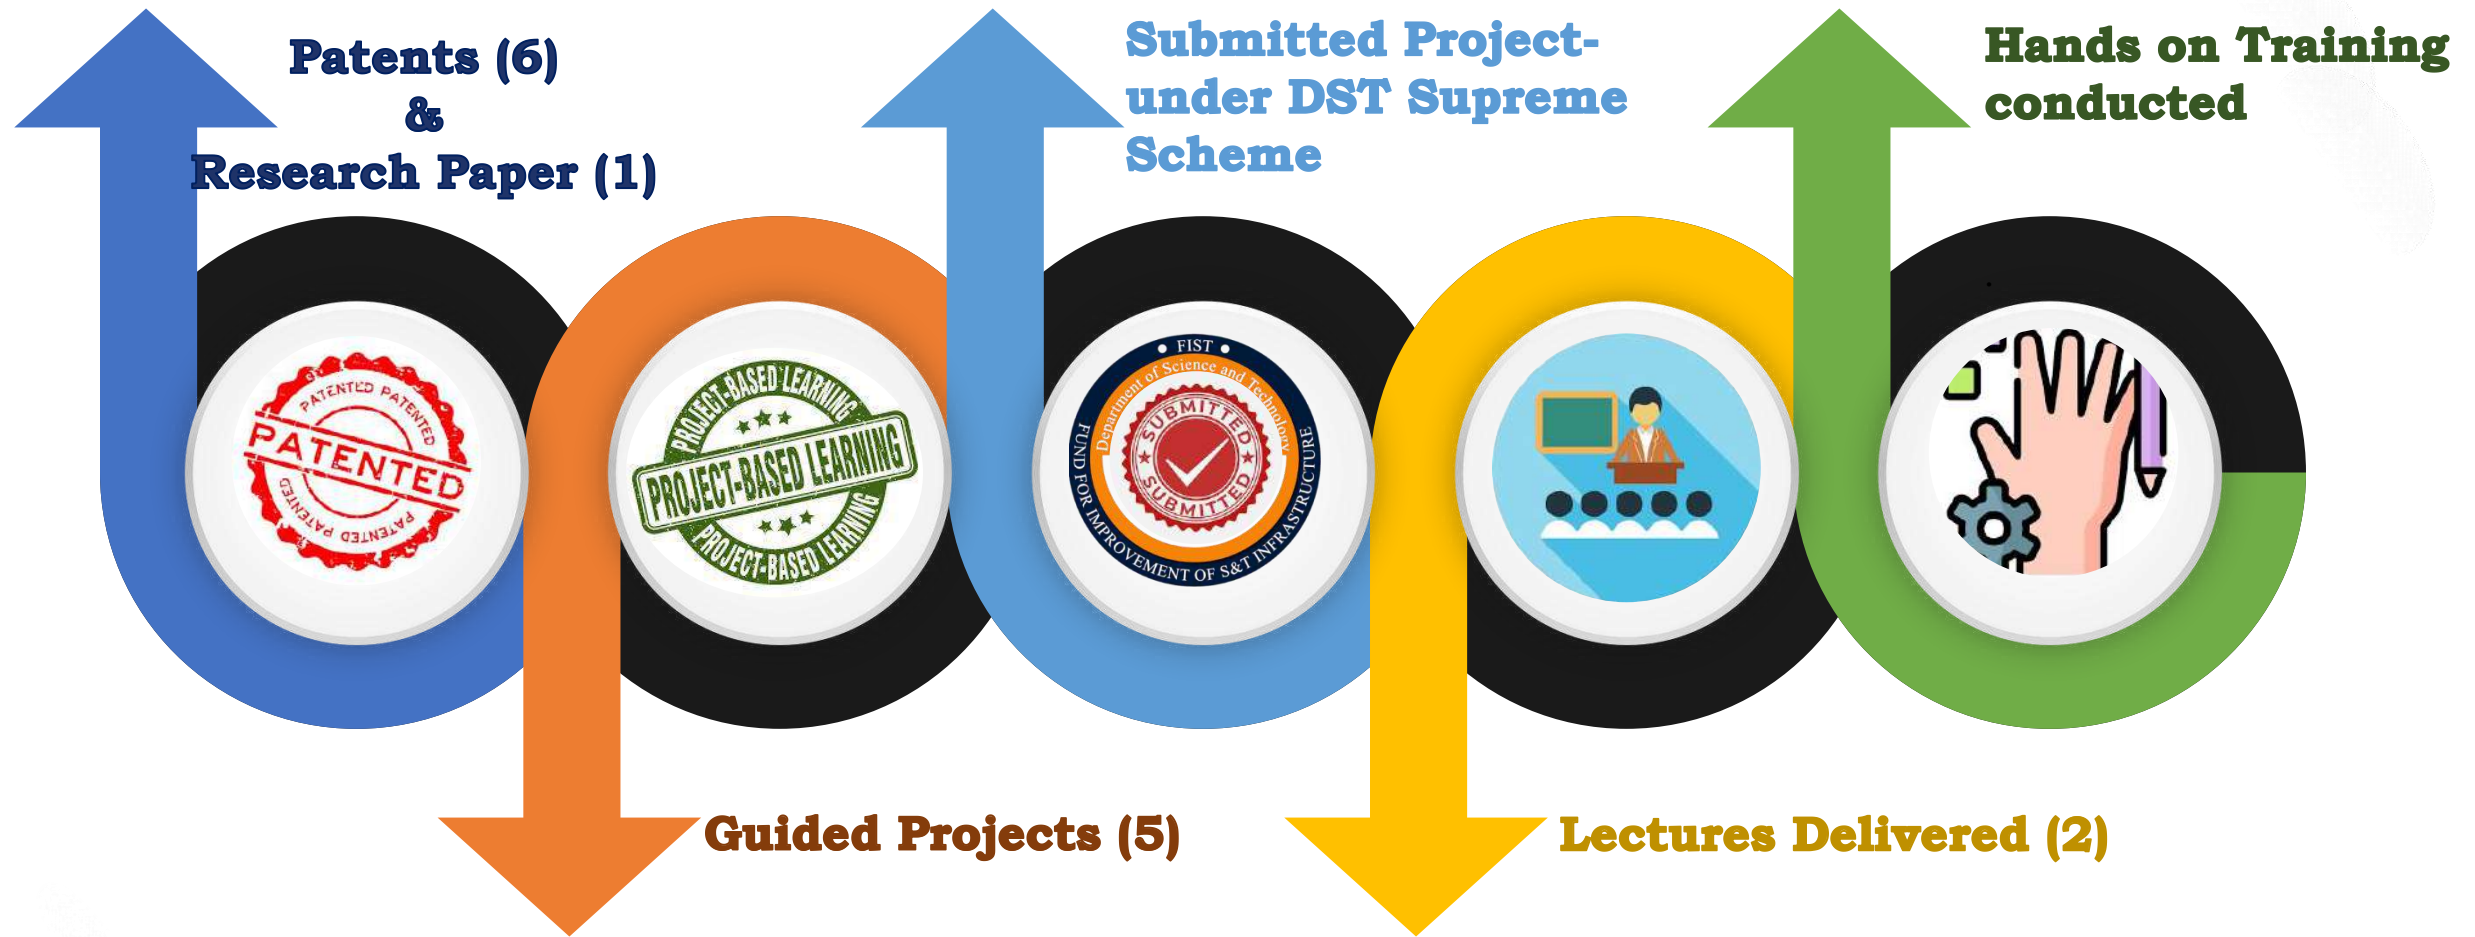 Patents (6)
&
Research Paper (1)
Submitted Project-
under DST Supreme
Scheme
Hands on Training
conducted
PATENTED PATENTED
PATENTED
PATENTED PATENTED
PROJECT-BASED LEARNING
PROJECT-BASED LEARNING
PROJECT-BASED LEARNING
FIST
Department of Science and Technology
SUBMITTED
SUBMITTED
FUND FOR IMPROVEMENT OF S&T INFRASTRUCTURE
Guided Projects (5)
Lectures Delivered (2)